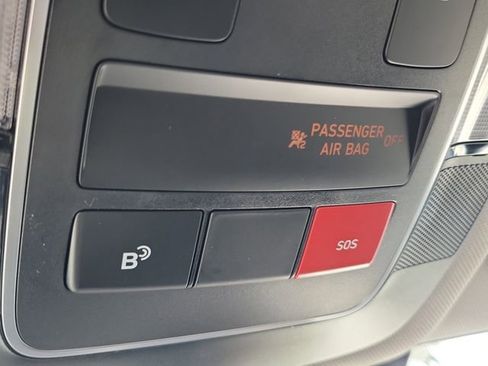 PASSENGER OFF
AIR BAG
B
SOS